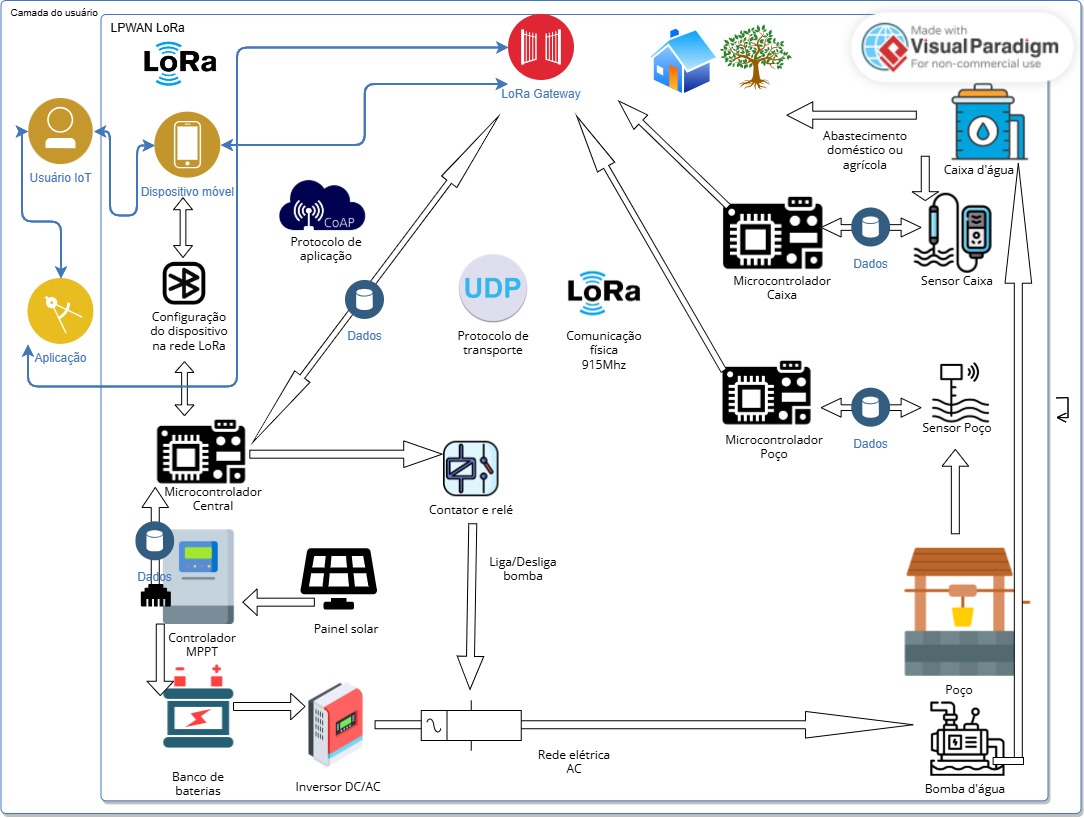 Camada do usuário
LPWAN LoRa
LoRa
Made with
VisualParadigm
For non-commercial use
LoRa Gateway
Usuário IoT
Dispositivo móvel
Abastecimento
doméstico ou
agrícola
Caixa d'água
CoAP
Protocolo de
aplicação
Dados
Microcontrolador
Caixa
Sensor Caixa
UDP
LoRa
Configuração
do dispositivo
na rede LoRa
Dados
Protocolo de
transporte
Comunicação
física
915Mhz
Aplicação
Microcontrolador
Poço
Dados
Sensor Poço
Microcontrolador
Central
Contator e relé
Liga/Desliga
bomba
Dados
Painel solar
Controlador
MPPT
Poço
Banco de
baterias
Inversor DC/AC
Rede elétrica
AC
Bomba d'água